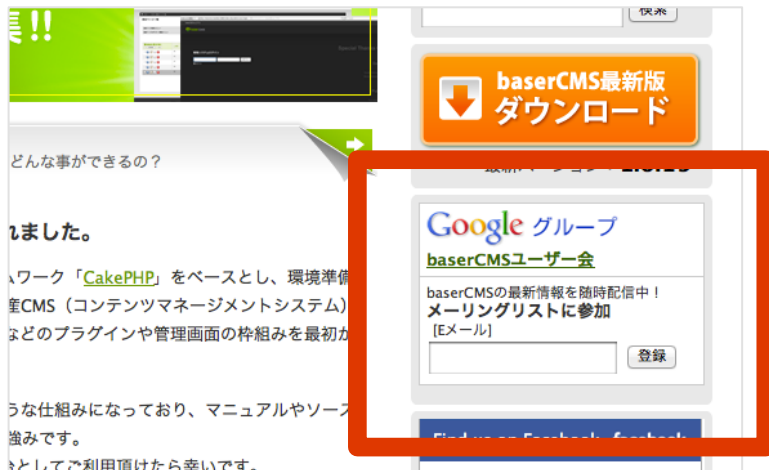 集!!
検索
baserCMS最新版
ダウンロード
どんな事ができるの？
れました。
ワーク「CakePHP」をベースとし、環境準備
産CMS（コンテンツマネージメントシステム）
などのプラグインや管理画面の枠組みを最初か
うな仕組みになっており、マニュアルやソース
強みです。
としてご利用頂けたら幸いです。
Google グループ
baserCMSユーザー会
baserCMSの最新情報を随時配信中！
メーリングリストに参加
[Eメール]
登録
Find us on Facebook